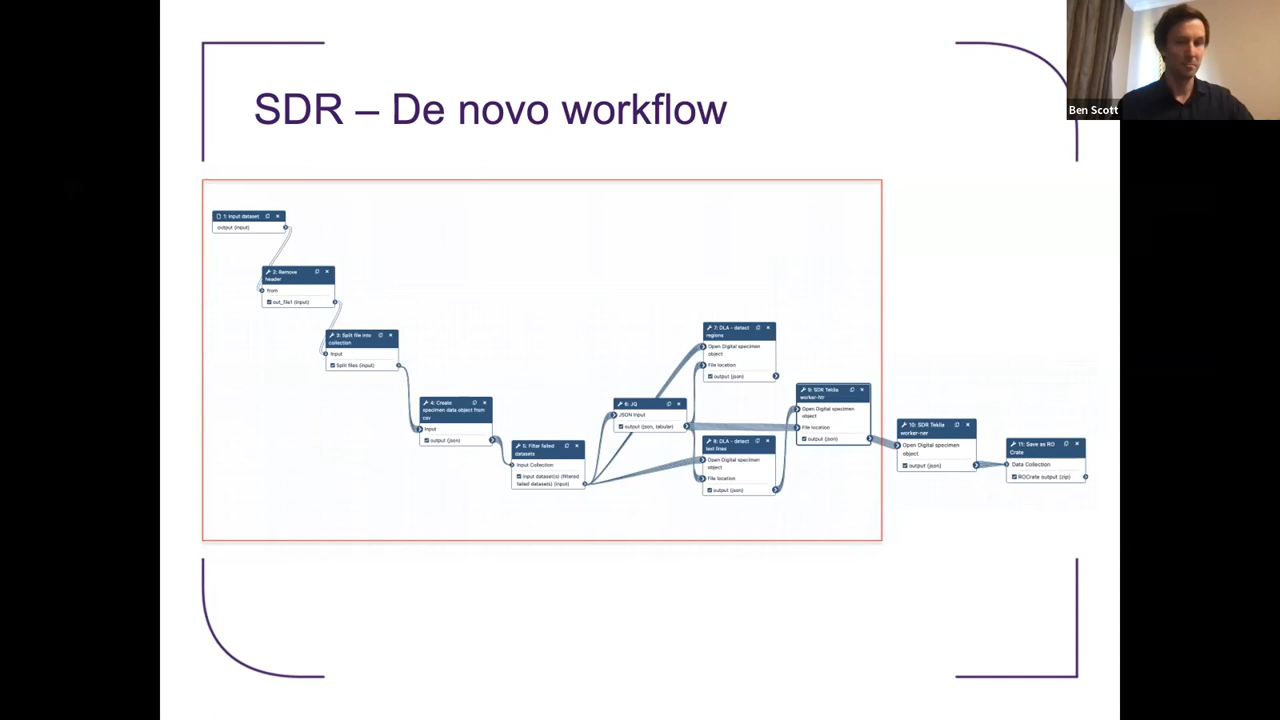 SDR – De novo workflow
Ben Scott
1: Input dataset
output (input)
2: Remove
header
from
out_file1 (input)
3: Split file into
collection
Input
Split files (input)
4: Create
specimen data object from
csv
Input
output (json)
5: Filter failed
datasets
Input Collection
Input dataset(s) (filtered
failed datasets) (input)
6: JQ
JSON Input
output (json, tabular)
7: DLA - detect
regions
Open Digital specimen
object
File location
output (json)
8: DLA - detect
text lines
Open Digital specimen
object
File location
output (json)
9: SDR Teklia
worker-htr
Open Digital specimen
object
File location
output (json)
10: SDR Teklia
worker-ner
Open Digital specimen
object
output (json)
11: Save as RO
Crate
Data Collection
ROCrate output (zip)